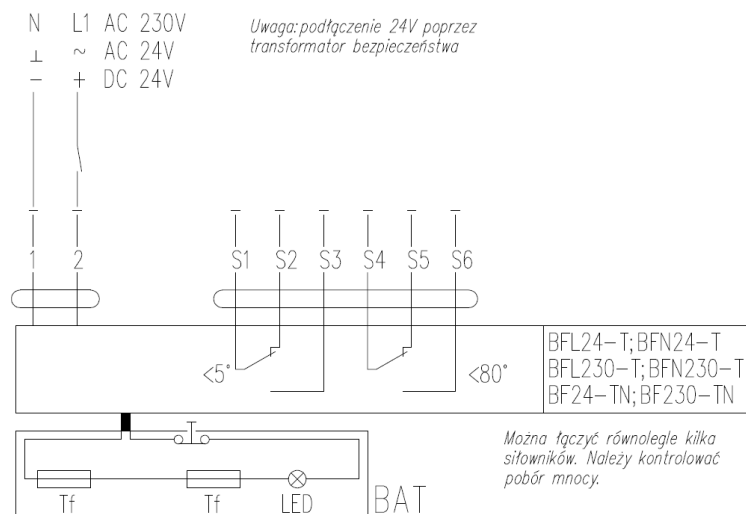 N L1 AC 230V
⊥ ~ AC 24V
− + DC 24V
Uwaga: podłączenie 24V poprzez
transformator bezpieczeństwa
1 2 S1 S2 S3 S4 S5 S6
<5° <80°
BFL24-T; BFN24-T
BFL230-T; BFN230-T
BF24-TN; BF230-TN
Można łączyć równolegle kilka
siłowników. Należy kontrolować
pobór mnocy.
Tf Tf LED BAT